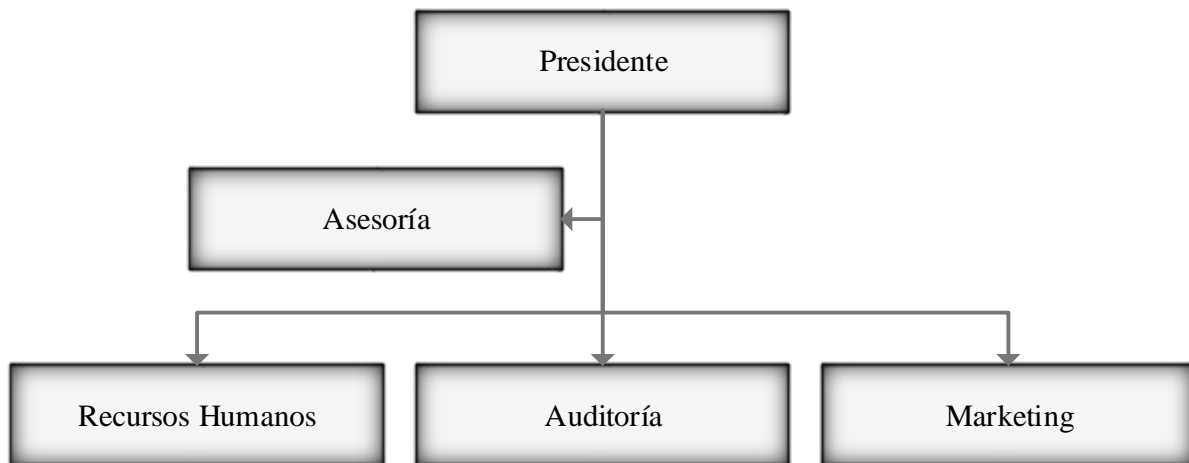 Presidente
Asesoría
Recursos Humanos
Auditoría
Marketing